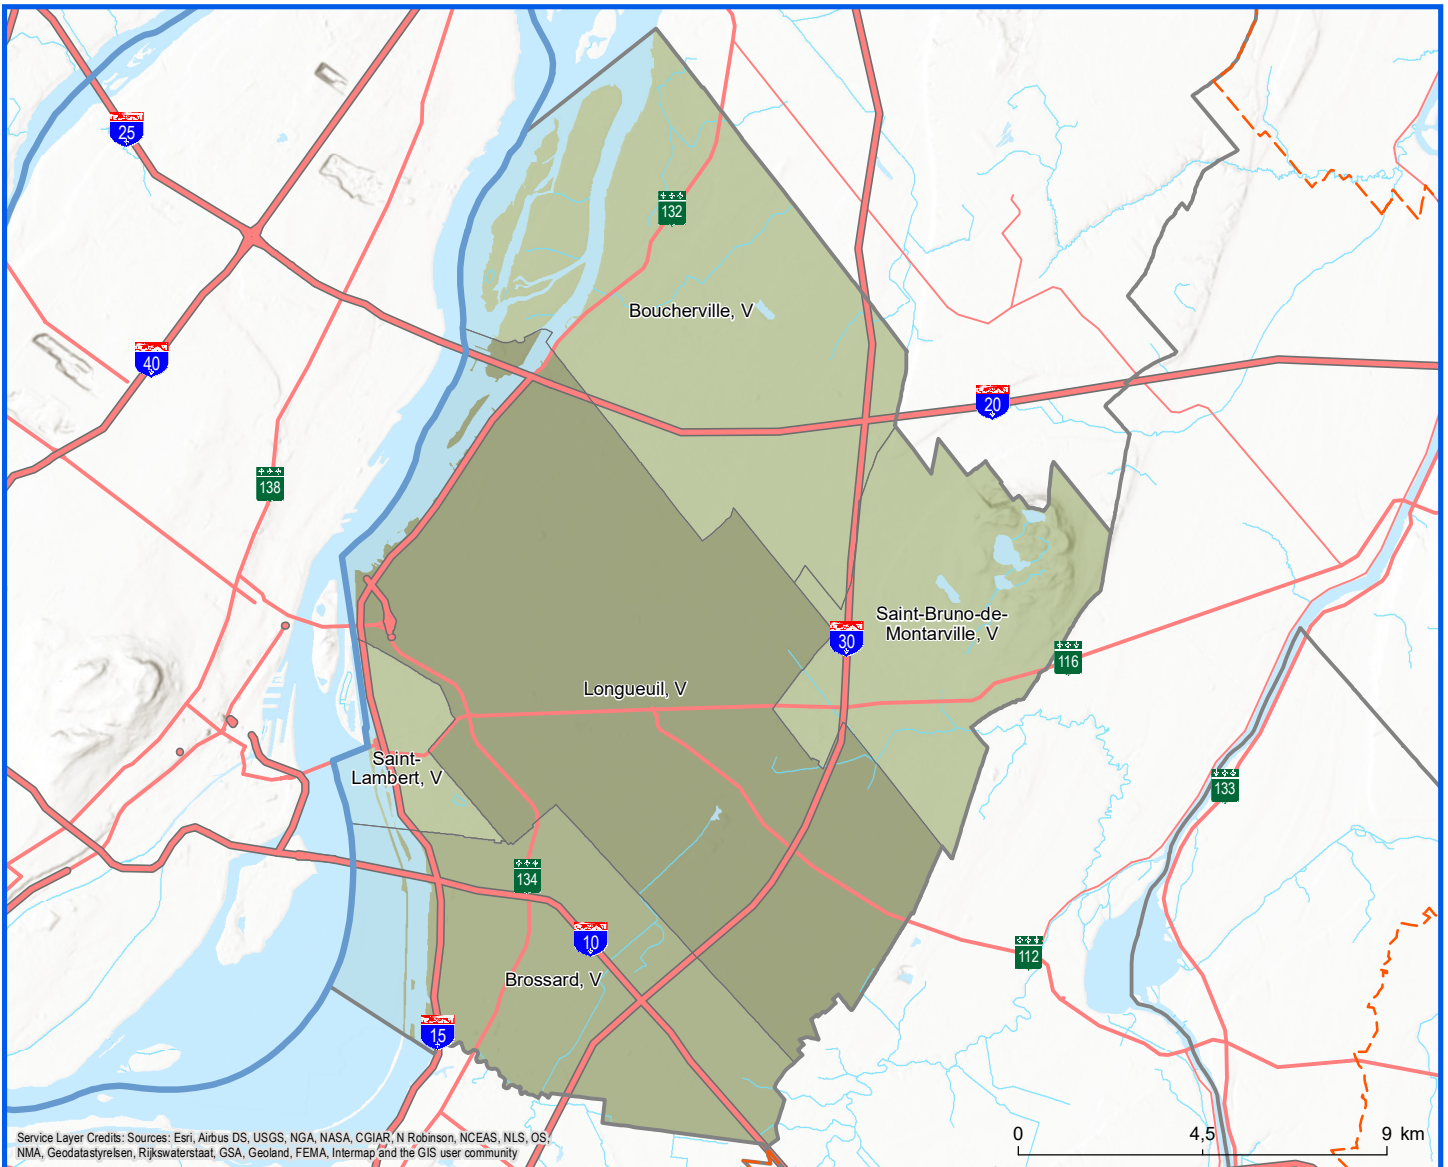 25
132
Boucherville, V
40
20
138
Saint-Bruno-de-
Montarville, V
30
116
Longueuil, V
Saint-
Lambert, V
133
134
10
112
Brossard, V
15
0 4,5 9 km
Service Layer Credits: Sources: Esri, Airbus DS, USGS, NGA, NASA, CGIAR, N Robinson, NCEAS, NLS, OS,
NMA, Geodatastyrelsen, Rijkswaterstaat, GSA, Geoland, FEMA, Intermap and the GIS user community